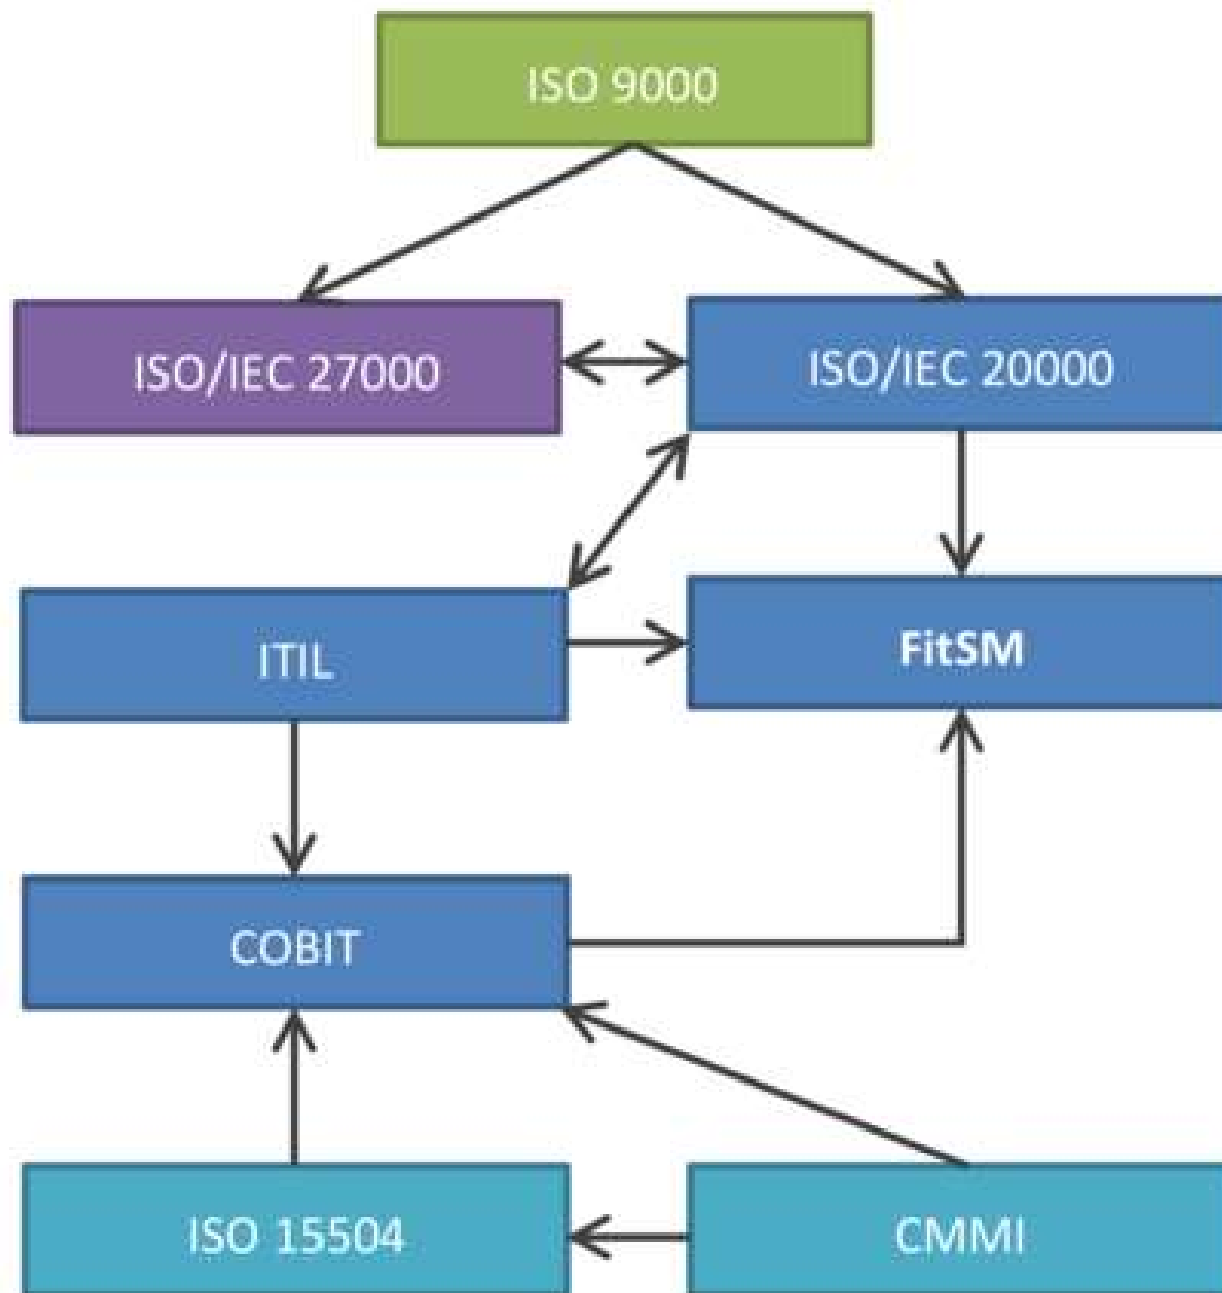 ISO 9000
ISO/IEC 27000
ISO/IEC 20000
ITIL
FitSM
COBIT
ISO 15504
CMMI